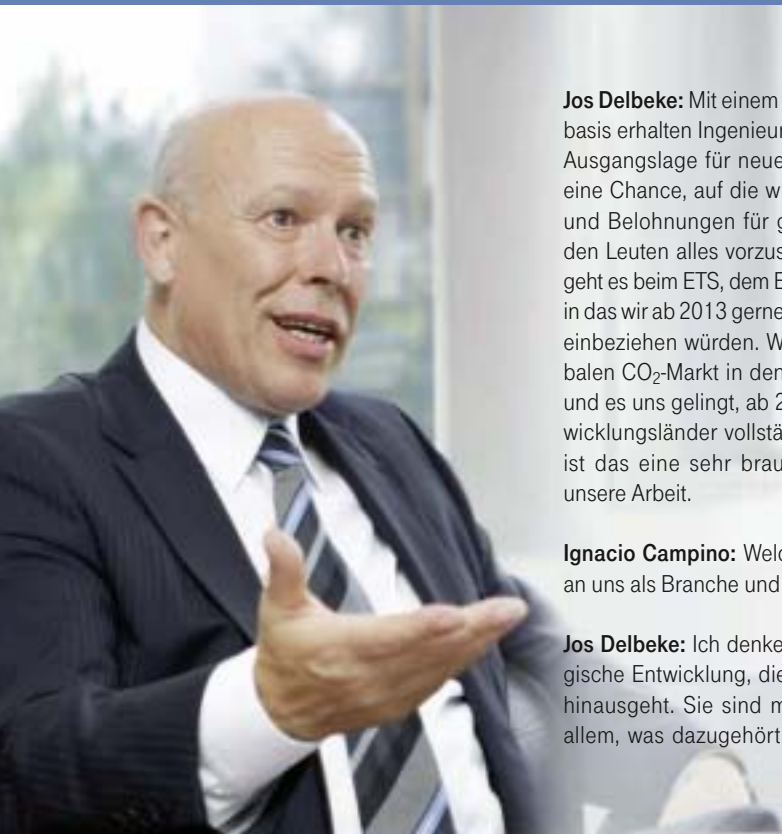 Jos Delbeke: Mit einem
basis erhalten Ingenieur
Ausgangslage für neue
eine Chance, auf die w
und Belohnungen für g
den Leuten alles vorzus
geht es beim ETS, dem E
in das wir ab 2013 gerne
einbeziehen würden. W
balen CO₂-Markt in den
und es uns gelingt, ab 2
wicklungsländer vollstä
ist das eine sehr brau
unsere Arbeit.
Ignacio Campino: Welc
an uns als Branche und
Jos Delbeke: Ich denke
gische Entwicklung, die
hinausgeht. Sie sind m
allem, was dazugehört